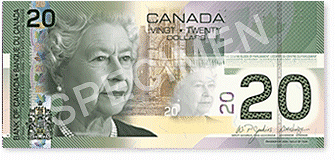 20
CANADA
VINGT · TWENTY
DOLLARS
BANK OF CANADA · BANQUE DU CANADA
SPECIMEN
20
20